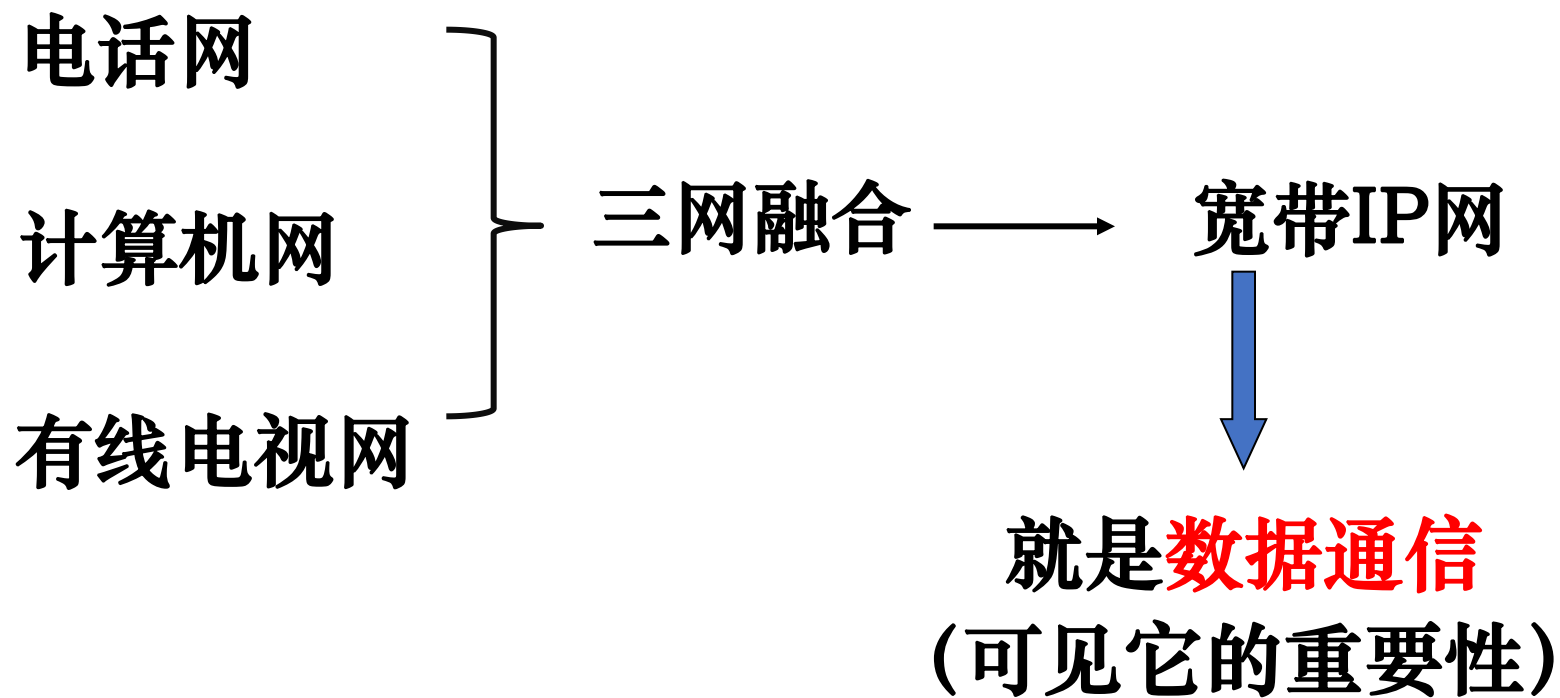 电话网
计算机网
有线电视网
三网融合
宽带IP网
就是数据通信
(可见它的重要性)